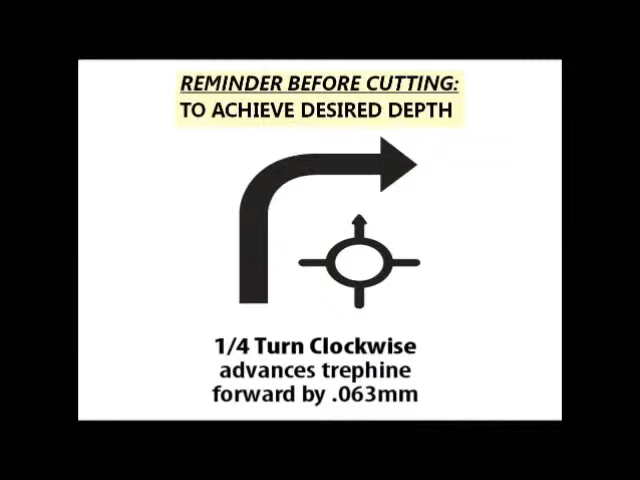 REMINDER BEFORE CUTTING:
TO ACHIEVE DESIRED DEPTH
1/4 Turn Clockwise
advances trephine
forward by .063mm